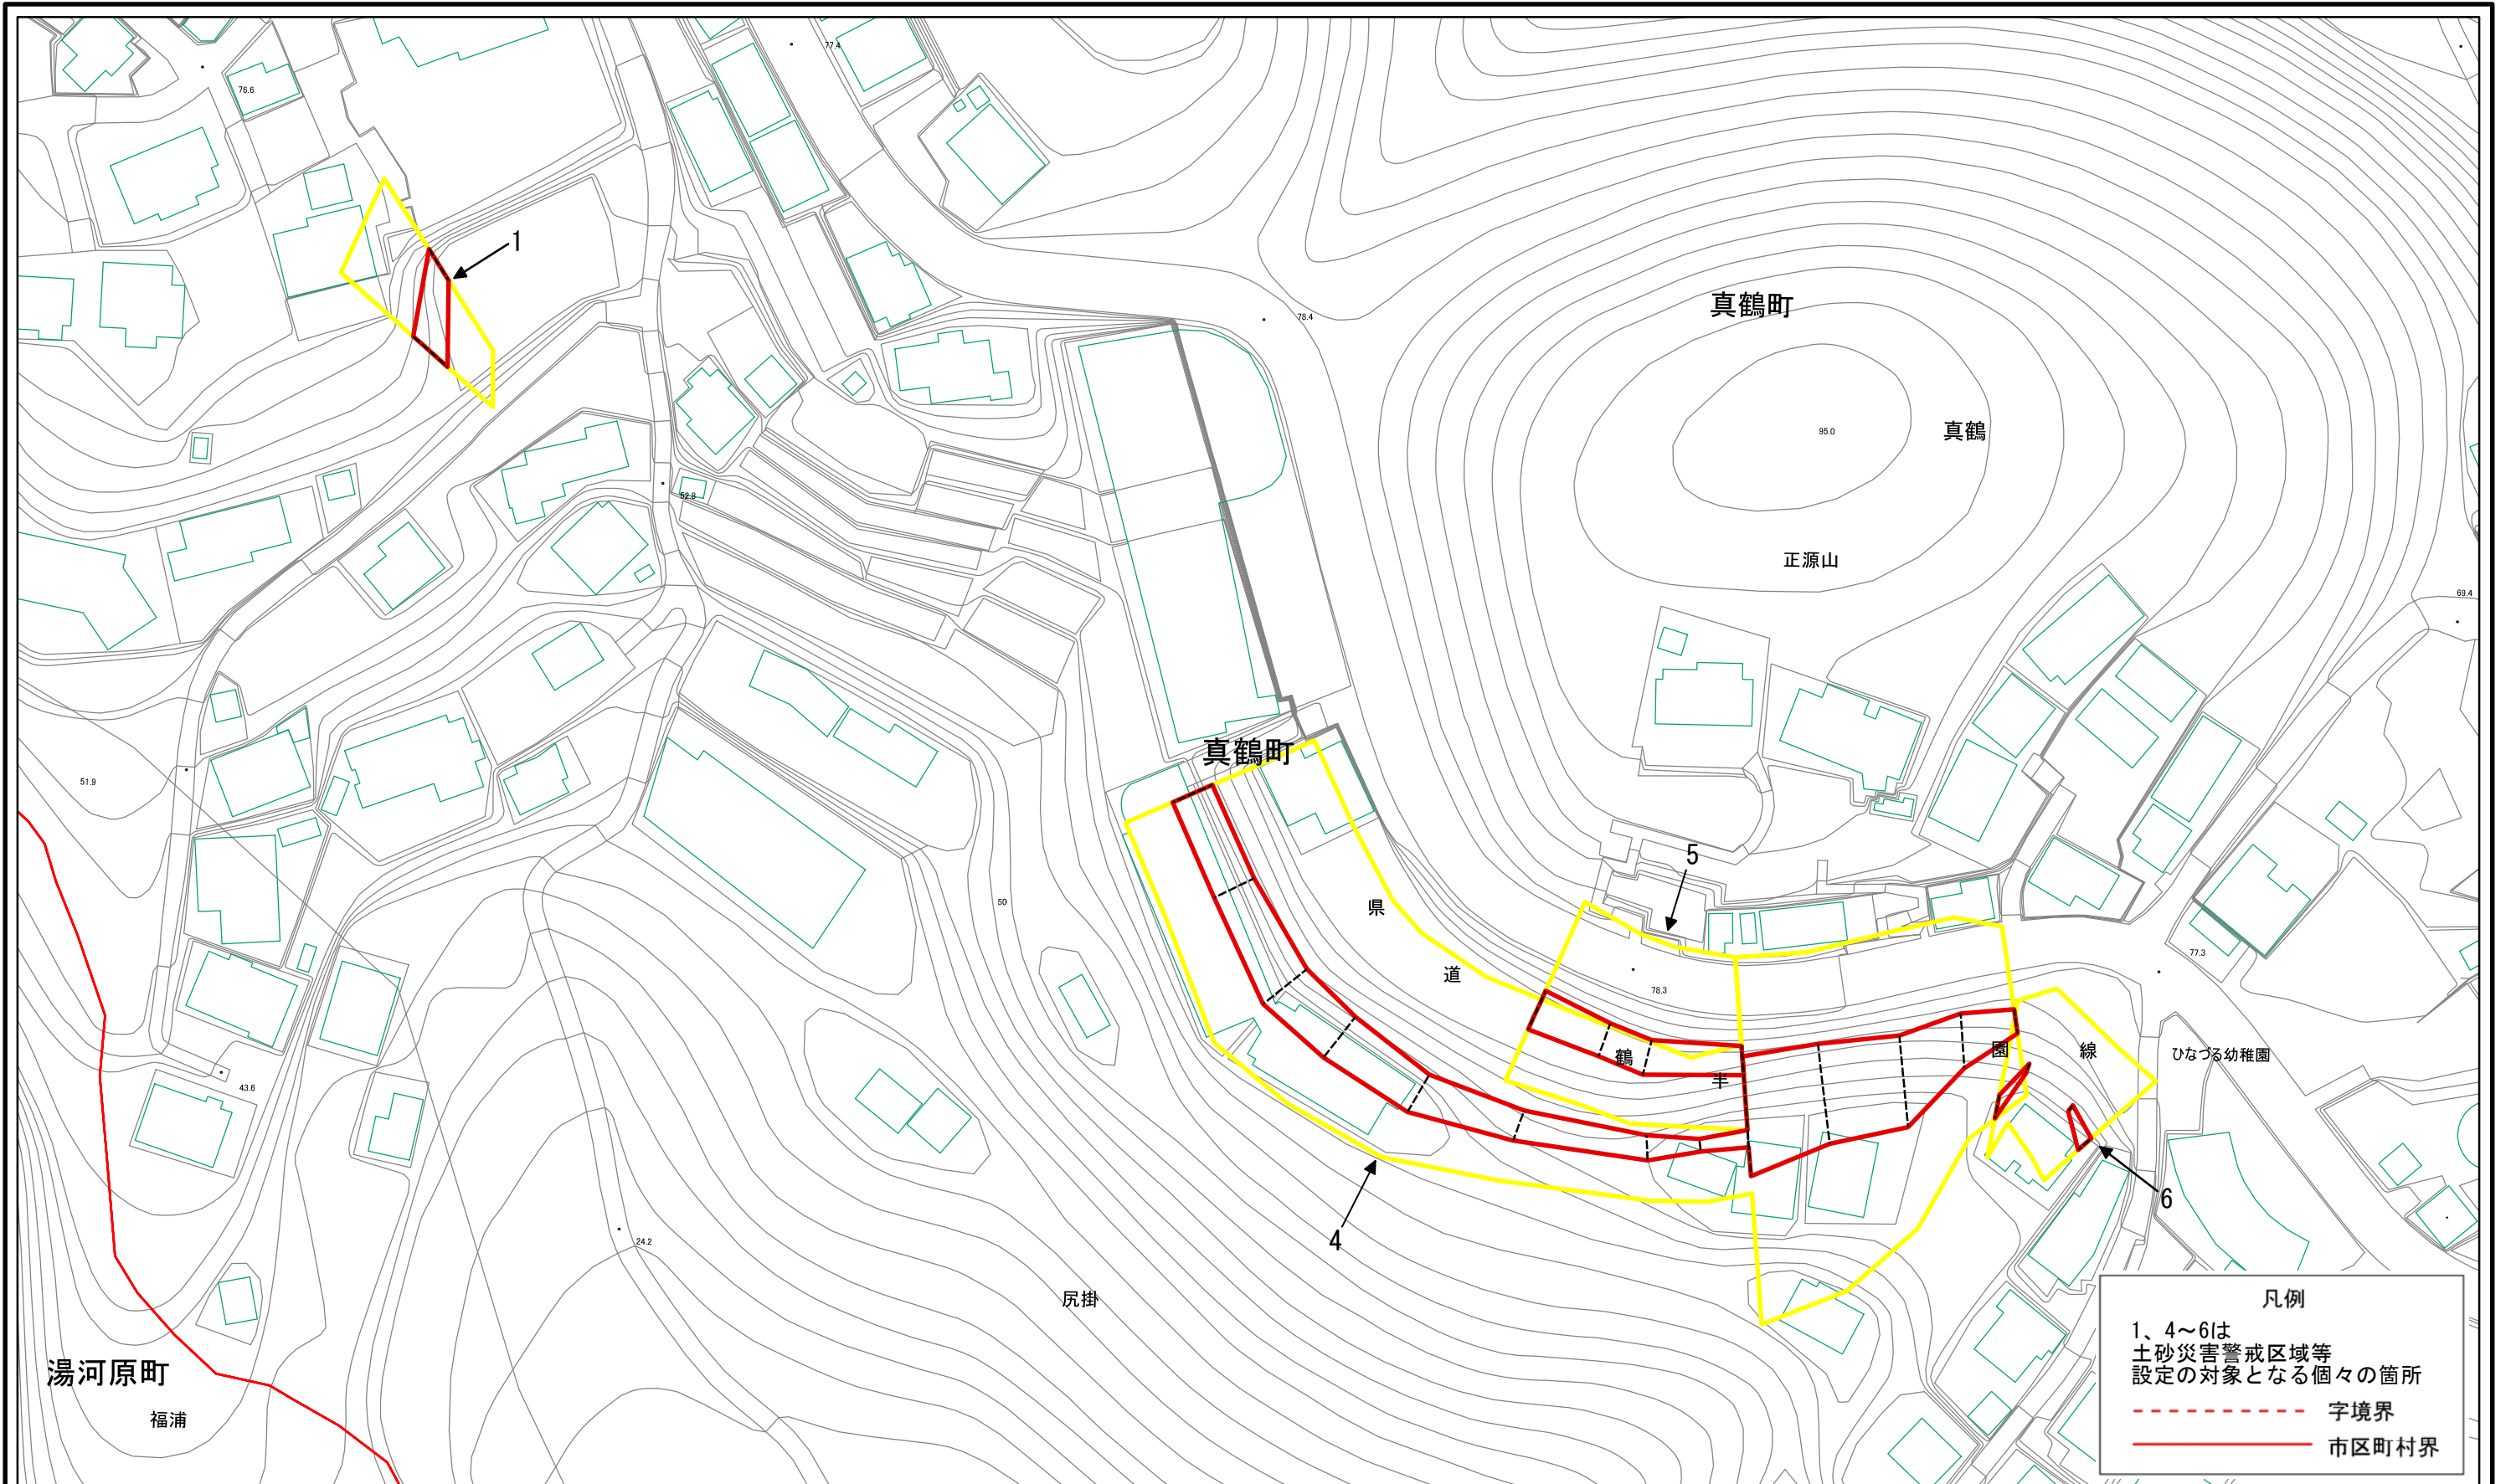 77.4
76.6
1
78.4
真鶴町
95.0
真鶴
52.8
正源山
69.4
真鶴町
51.9
5
50
県
道
77.3
78.3
鶴
半
園
線
ひなづる幼稚園
43.6
6
4
24.2
尻掛
湯河原町
福浦
凡例
1、4～6は
土砂災害警戒区域等
設定の対象となる個々の箇所
字境界
市区町村界